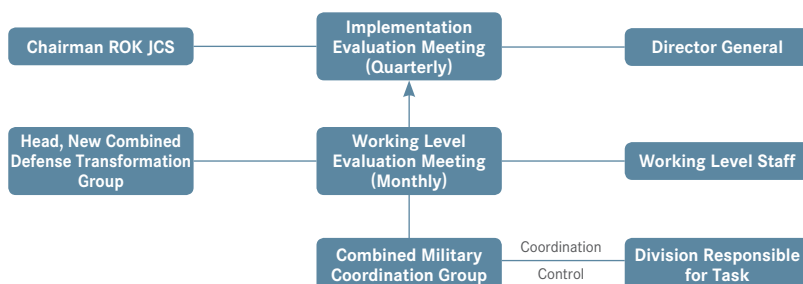 Chairman ROK JCS
Implementation
Evaluation Meeting
(Quarterly)
Director General
Head, New Combined
Defense Transformation
Group
Working Level
Evaluation Meeting
(Monthly)
Working Level Staff
Combined Military
Coordination Group
Coordination
Control
Division Responsible
for Task